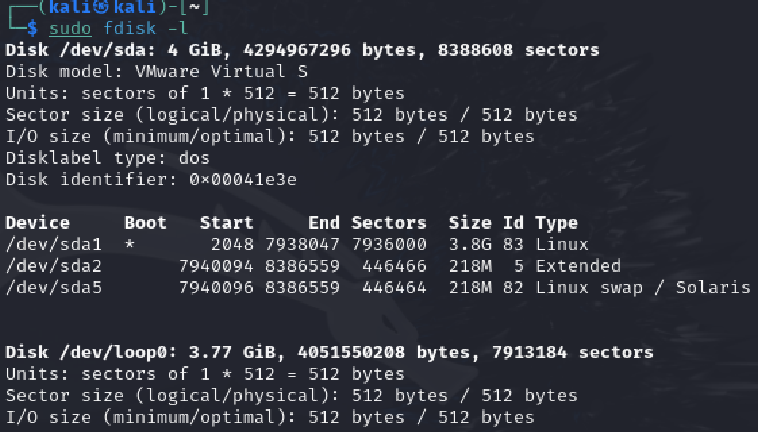 ┌──(kali㉿kali)-[~]
└─$ sudo fdisk -l
Disk /dev/sda: 4 GiB, 4294967296 bytes, 8388608 sectors
Disk model: VMware Virtual S
Units: sectors of 1 * 512 = 512 bytes
Sector size (logical/physical): 512 bytes / 512 bytes
I/O size (minimum/optimal): 512 bytes / 512 bytes
Disklabel type: dos
Disk identifier: 0×00041e3e
Device     Boot   Start     End Sectors  Size Id Type
/dev/sda1  *       2048 7938047 7936000  3.8G 83 Linux
/dev/sda2       7940094 8386559  446466  218M  5 Extended
/dev/sda5       7940096 8386559  446464  218M 82 Linux swap / Solaris
Disk /dev/loop0: 3.77 GiB, 4051550208 bytes, 7913184 sectors
Units: sectors of 1 * 512 = 512 bytes
Sector size (logical/physical): 512 bytes / 512 bytes
I/O size (minimum/optimal): 512 bytes / 512 bytes